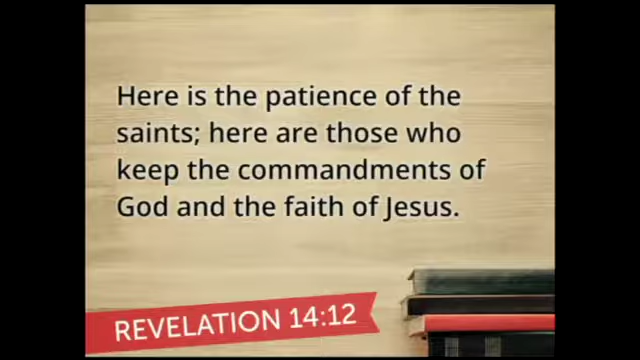 Here is the patience of the
saints; here are those who
keep the commandments of
God and the faith of Jesus.
REVELATION 14:12